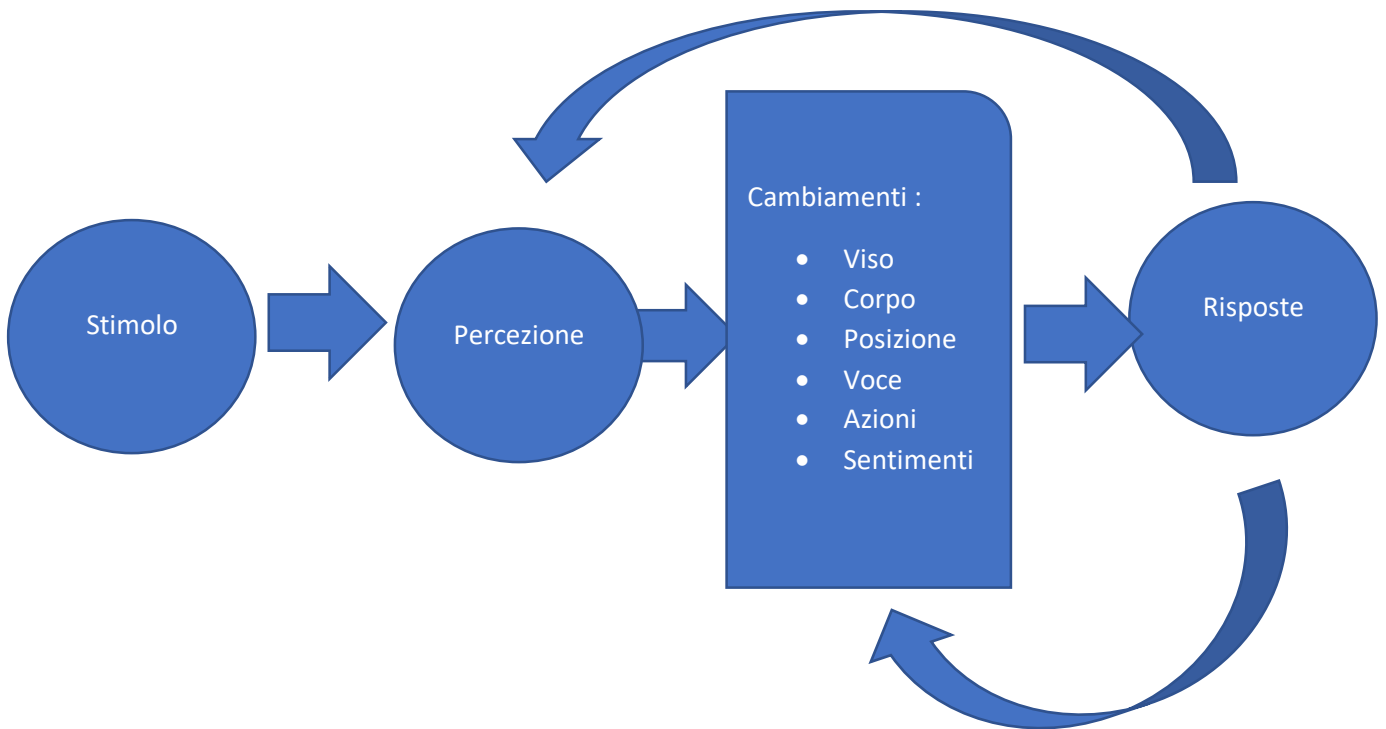 Stimolo
Percezione
Cambiamenti :
• Viso
• Corpo
• Posizione
• Voce
• Azioni
• Sentimenti
Risposte